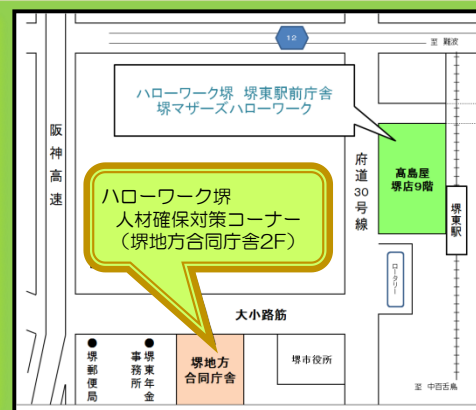 12
至 難波
ハローワーク堺 堺東駅前庁舎
堺マザーズハローワーク
阪神高速
府道30号線
高島屋
堺店9階
堺東駅
ハローワーク堺
人材確保対策コーナー
（堺地方合同庁舎2F）
ロータリー
大小路筋
●堺郵便局
●堺東年金
事務所
堺地方
合同庁舎
堺市役所
至 中百舌鳥